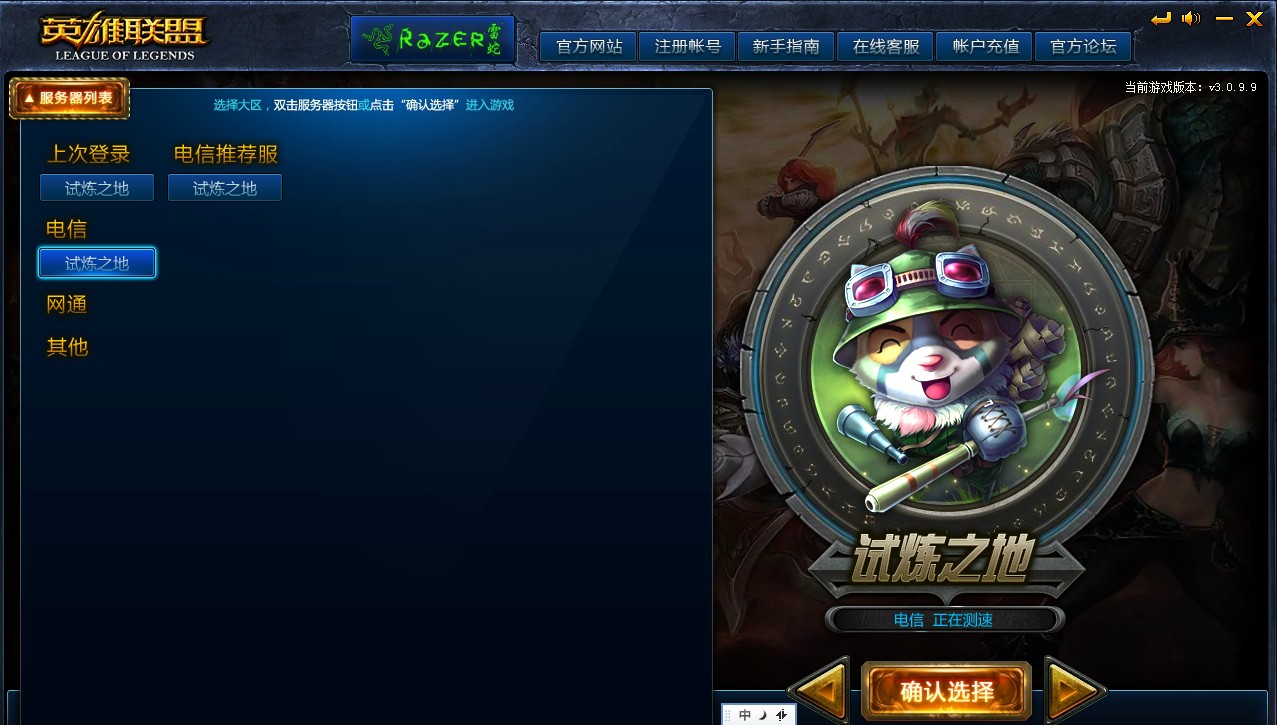 英雄联盟
LEAGUE OF LEGENDS
RAZER 雷蛇
官方网站 注册帐号 新手指南 在线客服 帐户充值 官方论坛
当前游戏版本：v3.0.9.9
▲ 服务器列表
选择大区，双击服务器按钮或点击“确认选择”进入游戏
上次登录 电信推荐服
试炼之地 试炼之地
电信
试炼之地
网通
其他
试炼之地
电信 正在测速
确认选择
中